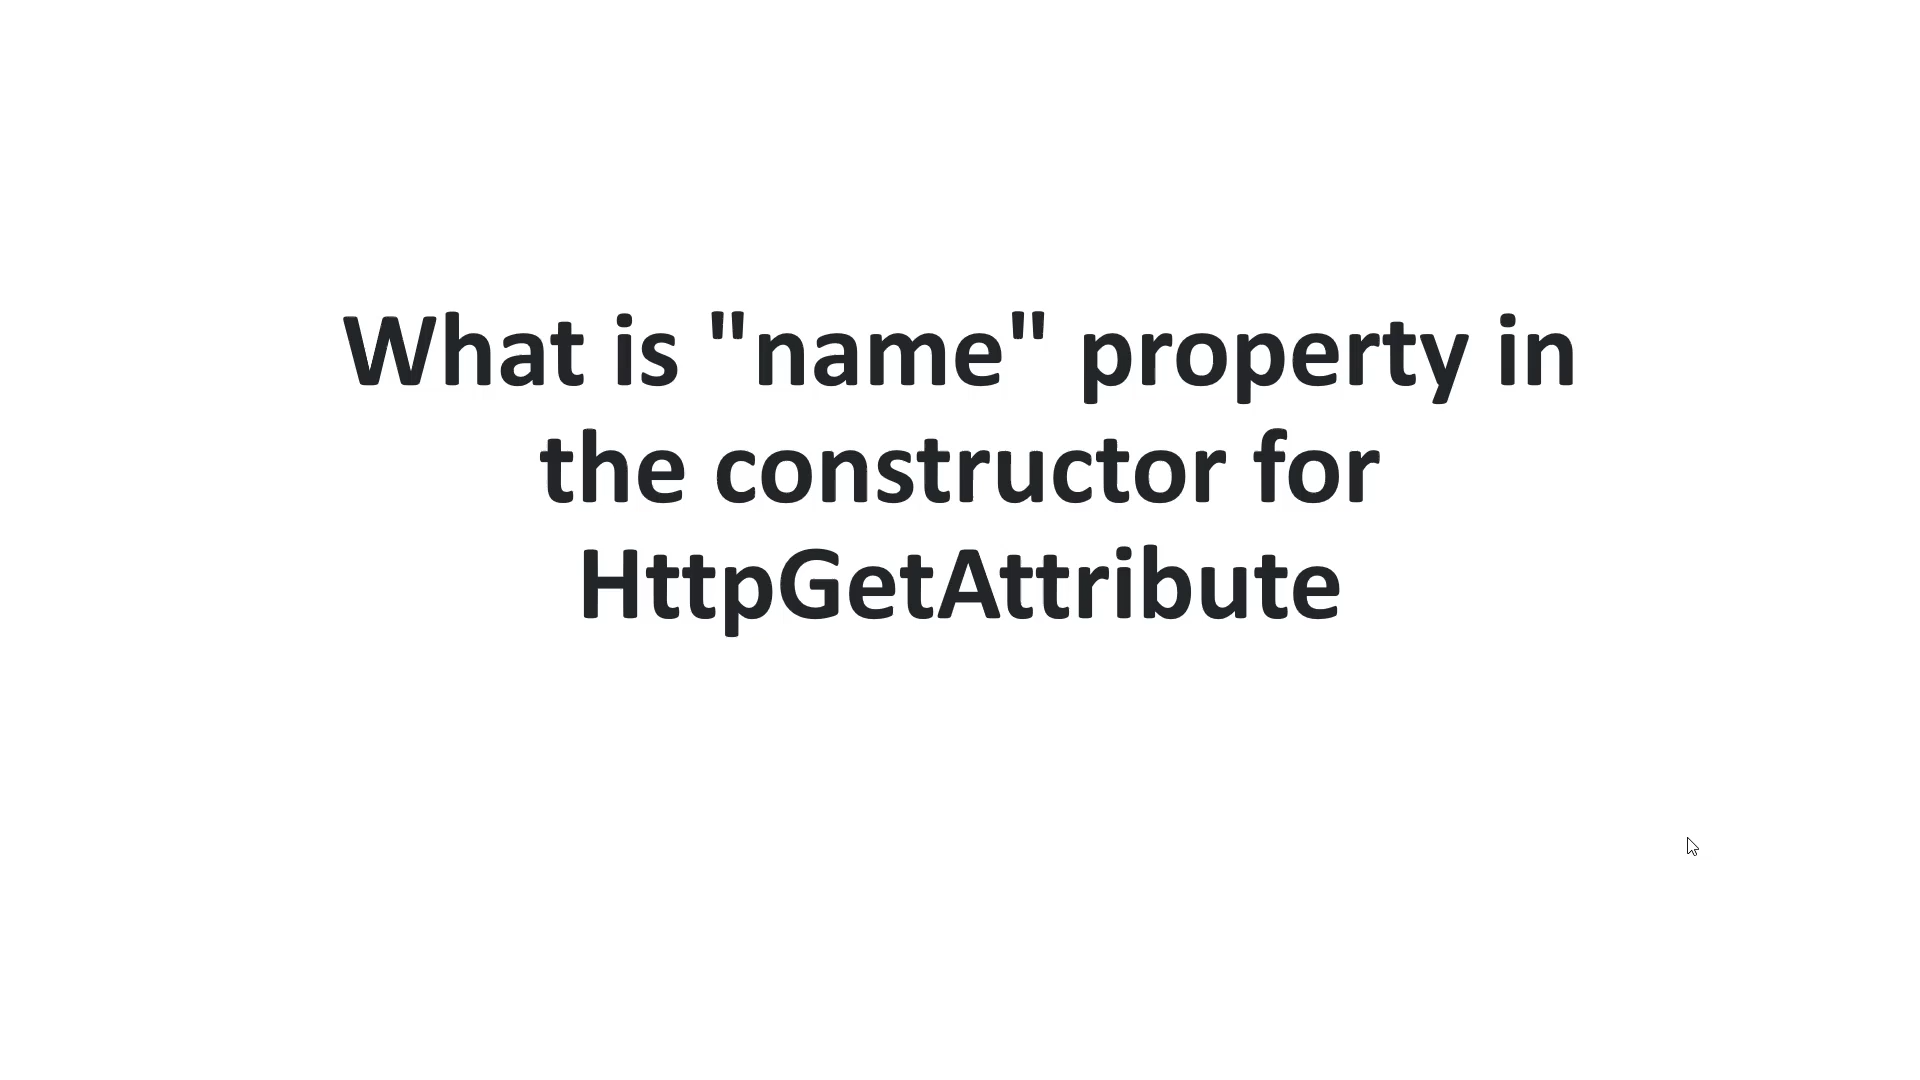 What is "name" property in
the constructor for
HttpGetAttribute